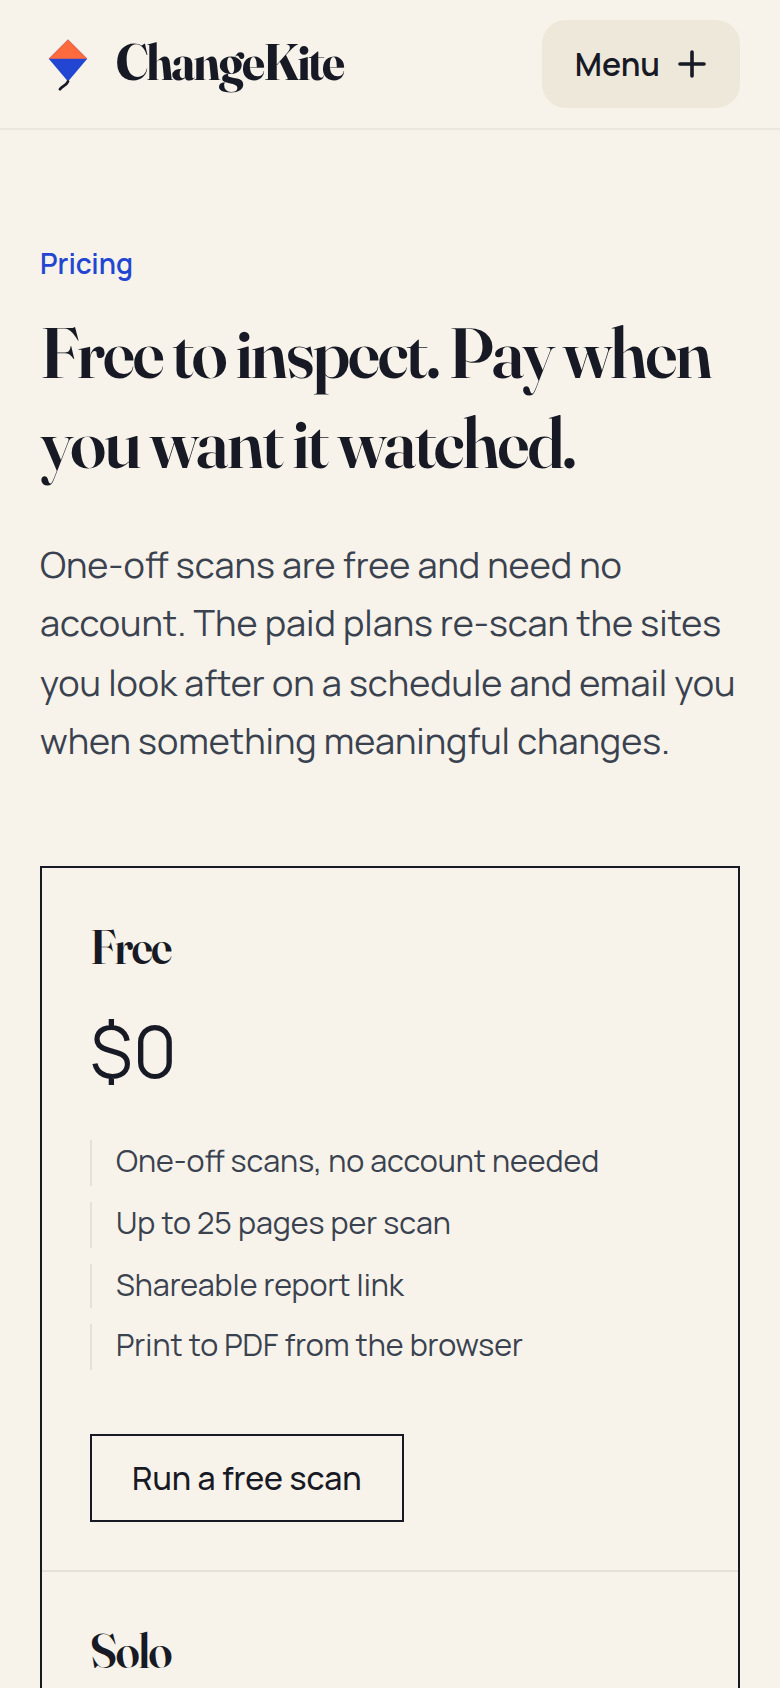 ChangeKite
Menu
Pricing
Free to inspect. Pay when
you want it watched.
One-off scans are free and need no
account. The paid plans re-scan the sites
you look after on a schedule and email you
when something meaningful changes.
Free
$0
One-off scans, no account needed
Up to 25 pages per scan
Shareable report link
Print to PDF from the browser
Run a free scan
Solo